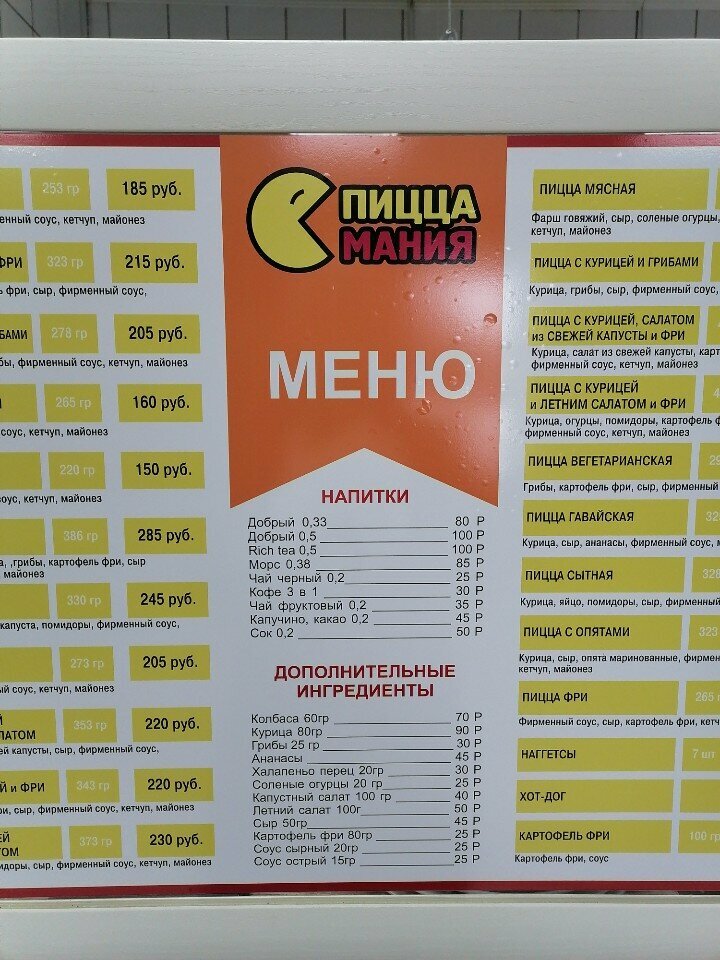 253 гр 185 руб.
соус, кетчуп, майонез
ФРИ 323 гр 215 руб.
фри, сыр, фирменный соус,
278 гр 205 руб.
фирменный соус, кетчуп, майонез
265 гр 160 руб.
соус, кетчуп, майонез
220 гр 150 руб.
кетчуп, майонез
386 гр 285 руб.
грибы, картофель фри, сыр
майонез
330 гр 245 руб.
капуста, помидоры, фирменный соус,
273 гр 205 руб.
соус, кетчуп, майонез
353 гр 220 руб.
капусты, сыр, фирменный соус,
И ФРИ 343 гр 220 руб.
сыр, фирменный соус, кетчуп, майонез
373 гр 230 руб.
сыр, фирменный соус, кетчуп, майонез
ПИЦЦА
МАНИЯ
МЕНЮ
НАПИТКИ
Добрый 0,33 80 Р
Добрый 0,5 100 Р
Rich tea 0,5 100 Р
Морс 0,38 85 Р
Чай черный 0,2 25 Р
Кофе 3 в 1 30 Р
Чай фруктовый 0,2 35 Р
Капучино, какао 0,2 45 Р
Сок 0,2 50 Р
ДОПОЛНИТЕЛЬНЫЕ
ИНГРЕДИЕНТЫ
Колбаса 60гр 70 Р
Курица 80гр 90 Р
Грибы 25 гр 30 Р
Ананасы 45 Р
Халапеньо перец 20гр 30 Р
Соленые огурцы 20 гр 25 Р
Капустный салат 100 гр 40 Р
Летний салат 100г 50 Р
Сыр 50гр 45 Р
Картофель фри 80гр 25 Р
Соус сырный 20гр 25 Р
Соус острый 15гр 25 Р
ПИЦЦА МЯСНАЯ
Фарш говяжий, сыр, соленые огурцы,
кетчуп, майонез
ПИЦЦА С КУРИЦЕЙ И ГРИБАМИ
Курица, грибы, сыр, фирменный соус,
ПИЦЦА С КУРИЦЕЙ, САЛАТОМ
ИЗ СВЕЖЕЙ КАПУСТЫ И ФРИ
Курица, салат из свежей капусты,
фирменный соус, кетчуп, майонез
ПИЦЦА С КУРИЦЕЙ
И ЛЕТНИМ САЛАТОМ И ФРИ
Курица, огурцы, помидоры, картофель
фирменный соус, кетчуп, майонез
ПИЦЦА ВЕГЕТАРИАНСКАЯ
Грибы, картофель фри, сыр, фирменный
ПИЦЦА ГАВАЙСКАЯ
Курица, сыр, ананасы, фирменный соус,
ПИЦЦА СЫТНАЯ 328
Курица, яйцо, помидоры, сыр, фирменный
ПИЦЦА С ОПЯТАМИ 323
Курица, сыр, опята маринованные,
кетчуп, майонез
ПИЦЦА ФРИ 265
Фирменный соус, сыр, картофель фри,
НАГГЕТСЫ 7 шт
ХОТ-ДОГ
КАРТОФЕЛЬ ФРИ 100 гр
Картофель фри, соус